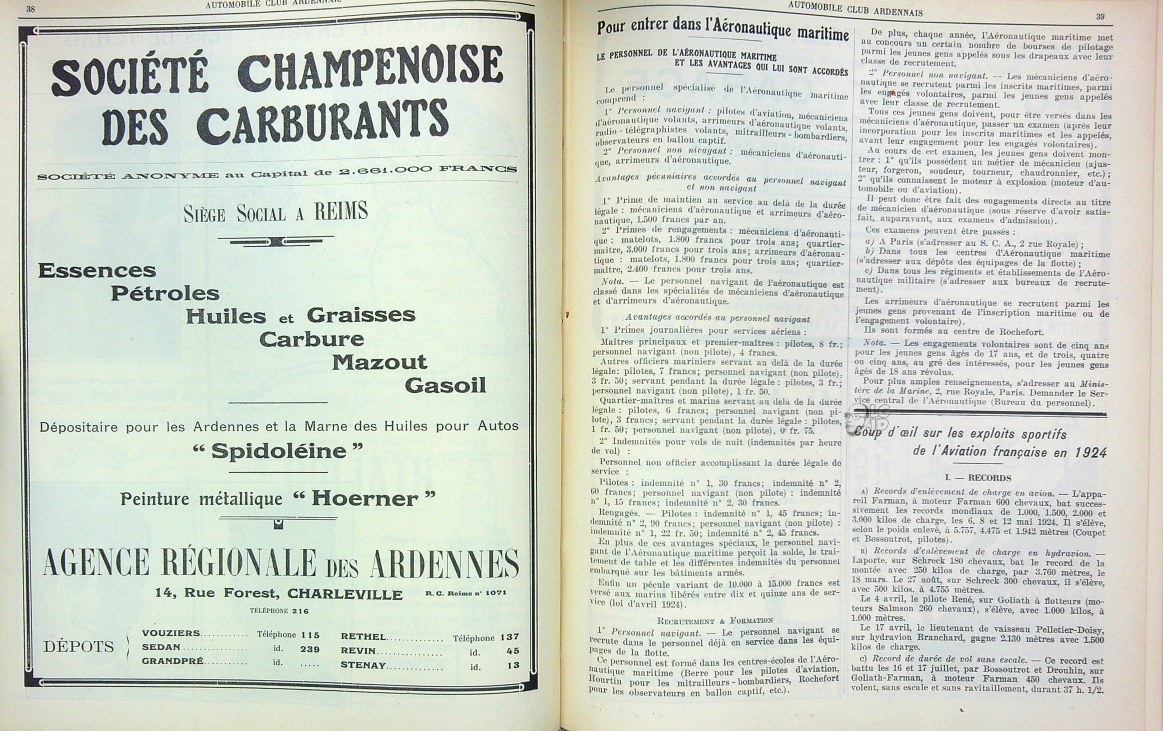 38
AUTOMOBILE CLUB ARDENNAIS
SOCIÉTÉ CHAMPENOISE
DES CARBURANTS
SOCIÉTÉ ANONYME au Capital de 2.661.000 FRANCS
SIÈGE SOCIAL A REIMS
Essences
Pétroles
Huiles et Graisses
Carbure
Mazout
Gasoil
Dépositaire pour les Ardennes et la Marne des Huiles pour Autos
“ Spidoléine ”
Peinture métallique “ Hoerner ”
AGENCE RÉGIONALE DES ARDENNES
14, Rue Forest, CHARLEVILLE R. C. Reims n° 1071
TÉLÉPHONE 216
DÉPOTS
VOUZIERS.............. Téléphone 115
SEDAN.................. id. 239
GRANDPRÉ............. id. .....
RETHEL............. Téléphone 137
REVIN................ id. 45
STENAY............. id. 13
AUTOMOBILE CLUB ARDENNAIS
39
Pour entrer dans l'Aéronautique maritime
LE PERSONNEL DE L'AÉRONAUTIQUE MARITIME
ET LES AVANTAGES QUI LUI SONT ACCORDÉS
Le personnel spécialisé de l'Aéronautique maritime
comprend :
1° Personnel navigant : pilotes d'aviation, mécaniciens
d'aéronautique volants, arrimeurs d'aéronautique volants,
radio-télégraphistes volants, mitrailleurs-bombardiers,
observateurs en ballon captif.
2° Personnel non nivagant : mécaniciens d'aéronauti-
que, arrimeurs d'aéronautique.
Avantages pécuniaires accordés au personnel navigant
et non navigant
1° Prime de maintien au service au delà de la durée
légale : mécaniciens d'aéronautique et arrimeurs d'aéro-
nautique, 1.500 francs par an.
2° Primes de rengagements : mécaniciens d'aéronauti-
que : matelots, 1.800 francs pour trois ans ; quartier-
maître, 3.000 francs pour trois ans ; arrimeurs d'aéronau-
tique : matelots, 1.800 francs pour trois ans ; quartier-
maître, 2.400 francs pour trois ans.
Nota. — Le personnel navigant de l'aéronautique est
classé dans les spécialités de mécaniciens d'aéronautique
et d'arrimeurs d'aéronautique.
Avantages accordés au personnel navigant
1° Primes journalières pour services aériens :
Maîtres principaux et premier-maîtres : pilotes, 8 fr.;
personnel navigant (non pilote), 4 francs.
Autres officiers mariniers servant au delà de la durée
légale: pilotes, 7 francs; personnel navigant (non pilote),
3 fr. 50; servant pendant la durée légale : pilotes, 3 fr.;
personnel navigant (non pilote), 1 fr. 50.
Quartier-maîtres et marins servant au delà de la durée
légale : pilotes, 6 francs; personnel navigant (non pi-
lote), 3 francs; servant pendant la durée légale : pilotes,
1 fr. 50; personnel navigant (non pilote), 0 fr. 75.
2° Indemnités pour vols de nuit (indemnités par heure
de vol) :
Personnel non officier accomplissant la durée légale de
service :
Pilotes : indemnité n° 1, 30 francs; indemnité n° 2,
60 francs; personnel navigant (non pilote) : indemnité
n° 1, 15 francs; indemnité n° 2, 30 francs.
Rengagés. — Pilotes : indemnité n° 1, 45 francs; in-
demnité n° 2, 90 francs; personnel navigant (non pilote) :
indemnité n° 1, 22 fr. 50; indemnité n° 2, 45 francs.
En plus de ces avantages spéciaux, le personnel navi-
gant de l'Aéronautique maritime perçoit la solde, le trai-
tement de table et les différentes indemnités du personnel
embarqué sur les bâtiments armés.
Enfin un pécule variant de 10.000 à 15.000 francs est
versé aux marins libérés entre dix et quinze ans de ser-
vice (loi d'avril 1924).
RECRUTEMENT & FORMATION
1° Personnel navigant. — Le personnel navigant se
recrute dans le personnel déjà en service dans les équi-
pages de la flotte.
Ce personnel est formé dans les centres-écoles de l'Aéro-
nautique maritime (Berre pour les pilotes d'aviation,
Hourtin pour les mitrailleurs-bombardiers, Rochefort
pour les observateurs en ballon captif, etc.).
De plus, chaque année, l'Aéronautique maritime met
au concours un certain nombre de bourses de pilotage
parmi les jeunes gens appelés sous les drapeaux avec leur
classe de recrutement.
2° Personnel non navigant. — Les mécaniciens d'aéro-
nautique se recrutent parmi les inscrits maritimes, parmi
les engagés volontaires, parmi les jeunes gens appelés
avec leur classe de recrutement.
Tous ces jeunes gens doivent, pour être versés dans les
mécaniciens d'aéronautique, passer un examen (après leur
incorporation pour les inscrits maritimes et les appelés,
avant leur engagement pour les engagés volontaires).
Au cours de cet examen, les jeunes gens doivent mon-
trer : 1° qu'ils possèdent un métier de mécanicien (ajus-
teur, forgeron, soudeur, tourneur, chaudronnier, etc.) ;
2° qu'ils connaissent le moteur à explosion (moteur d'au-
tomobile ou d'aviation).
Il peut donc être fait des engagements directs au titre
de mécanicien d'aéronautique (sous réserve d'avoir satis-
fait, auparavant, aux examens d'admission).
Ces examens peuvent être passés :
a) A Paris (s'adresser au S. C. A., 2 rue Royale) ;
b) Dans tous les centres d'Aéronautique maritime
(s'adresser aux dépôts des équipages de la flotte) ;
c) Dans tous les régiments et établissements de l'Aéro-
nautique militaire (s'adresser aux bureaux de recrute-
ment).
Les arrimeurs d'aéronautique se recrutent parmi les
jeunes gens provenant de l'inscription maritime ou de
l'engagement volontaire).
Ils sont formés au centre de Rochefort.
Nota. — Les engagements volontaires sont de cinq ans
pour les jeunes gens âgés de 17 ans, et de trois, quatre
ou cinq ans, au gré des intéressés, pour les jeunes gens
âgés de 18 ans révolus.
Pour plus amples renseignements, s'adresser au Minis-
tère de la Marine, 2, rue Royale, Paris. Demander le Ser-
vice central de l'Aéronautique (Bureau du personnel).
Coup d'œil sur les exploits sportifs
de l'Aviation française en 1924
I. — RECORDS
A) Records d'enlèvement de charge en avion. — L'appa-
reil Farman, à moteur Farman 600 chevaux, bat succes-
sivement les records mondiaux de 1.000, 1.500, 2.000 et
3.000 kilos de charge, les 6, 8 et 12 mai 1924. Il s'élève,
selon le poids enlevé, à 5.757, 4.475 et 1.942 mètres (Coupet
et Bossoutrot, pilotes).
B) Records d'enlèvement de charge en hydravion. —
Laporte, sur Schreck 180 chevaux, bat le record de la
montée avec 250 kilos de charge, par 3.760 mètres, le
18 mars. Le 27 août, sur Schreck 300 chevaux, il s'élève,
avec 500 kilos, à 4.755 mètres.
Le 4 avril, le pilote René, sur Goliath à flotteurs (mo-
teurs Salmson 260 chevaux), s'élève, avec 1.000 kilos, à
1.000 mètres.
Le 17 avril, le lieutenant de vaisseau Pelletier-Doisy,
sur hydravion Branchard, gagne 2.130 mètres avec 1.500
kilos de charge.
C) Record de durée de vol sans escale. — Ce record est
battu les 16 et 17 juillet, par Bossoutrot et Drouhin, sur
Goliath-Farman, à moteur Farman 450 chevaux. Ils
volent, sans escale et sans ravitaillement, durant 37 h. 1/2.